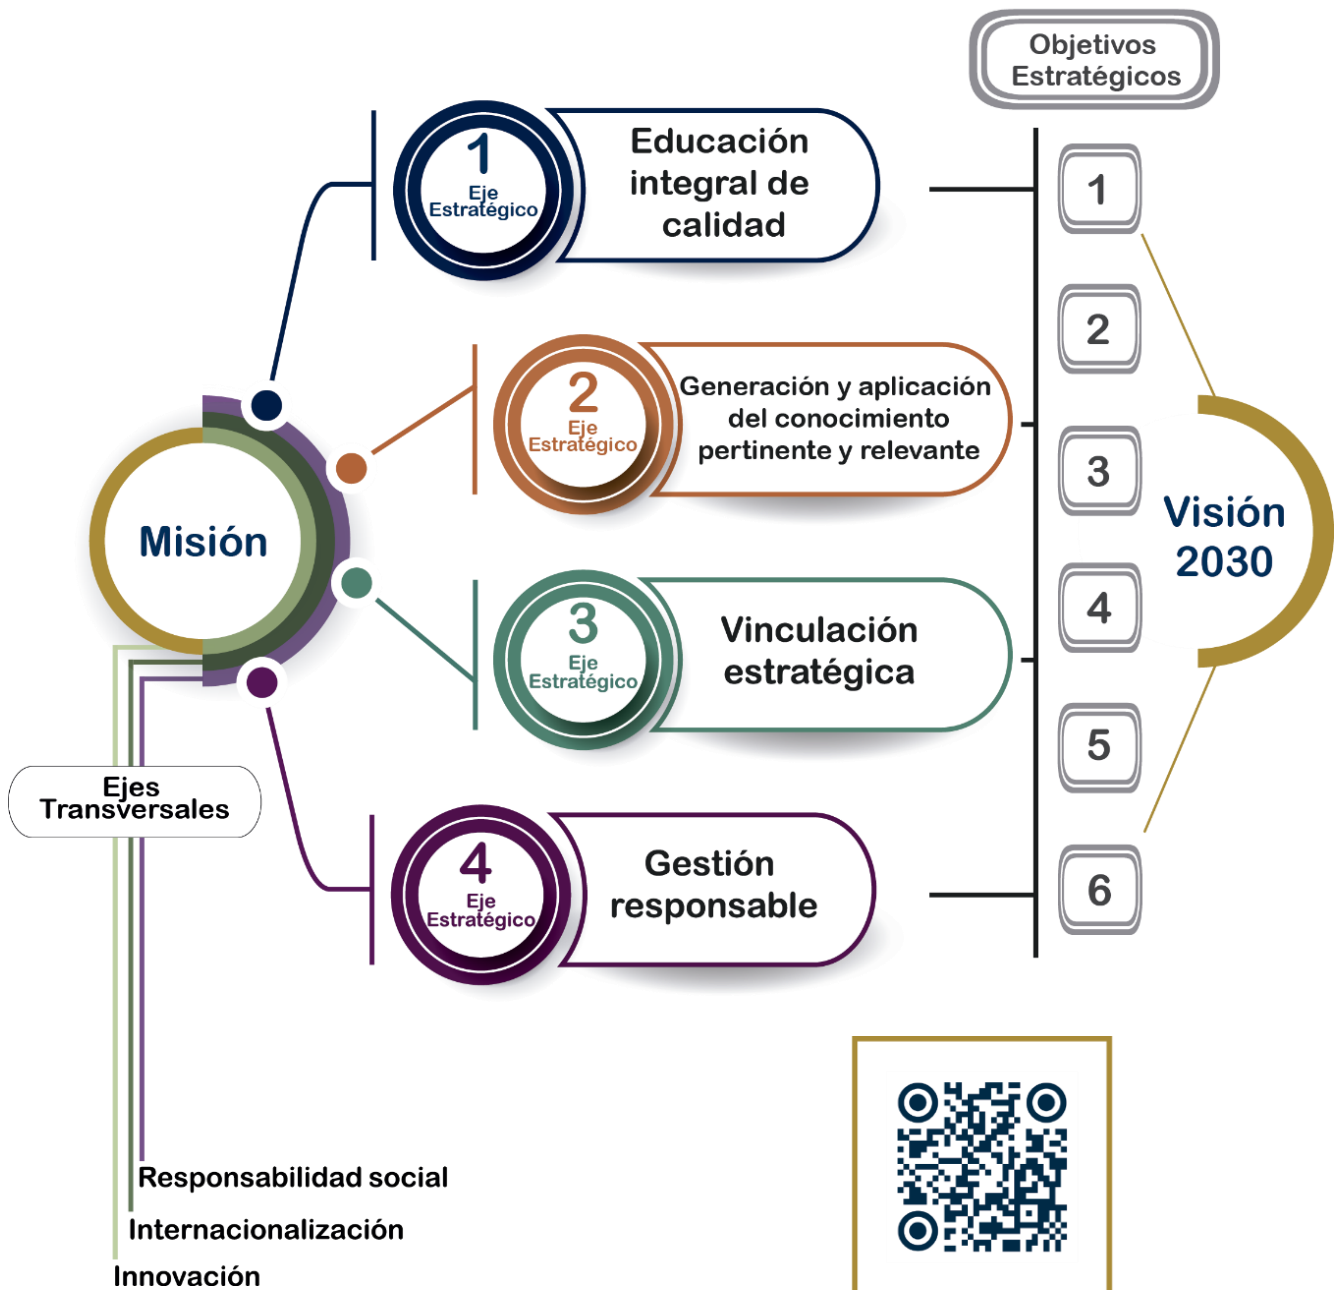 Objetivos
Estratégicos
1
Eje
Estratégico
Educación
integral de
calidad
2
Eje
Estratégico
Generación y aplicación
del conocimiento
pertinente y relevante
Misión
3
Eje
Estratégico
Vinculación
estratégica
4
Eje
Estratégico
Gestión
responsable
1
2
3
4
5
6
Visión
2030
Ejes
Transversales
Responsabilidad social
Internacionalización
Innovación